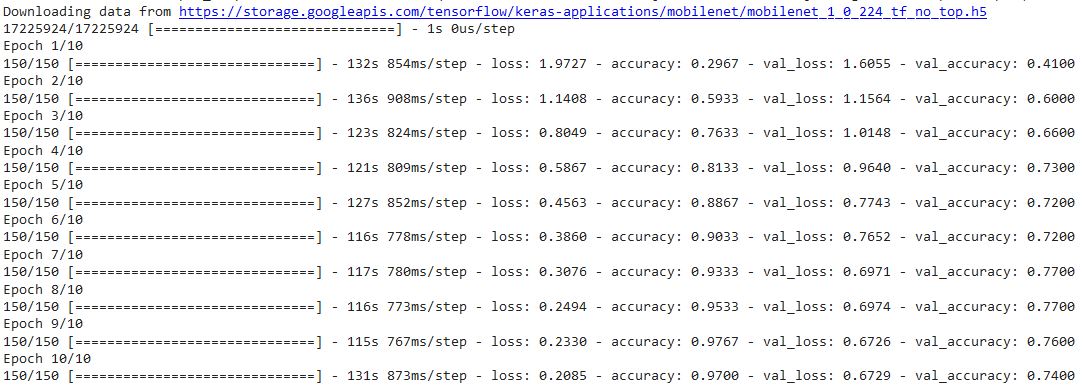 Downloading data from https://storage.googleapis.com/tensorflow/keras-applications/mobilenet/mobilenet_1_0_224_tf_no_top.h5
17225924/17225924 [==============================] - 1s 0us/step
Epoch 1/10
150/150 [==============================] - 132s 854ms/step - loss: 1.9727 - accuracy: 0.2967 - val_loss: 1.6055 - val_accuracy: 0.4100
Epoch 2/10
150/150 [==============================] - 136s 908ms/step - loss: 1.1408 - accuracy: 0.5933 - val_loss: 1.1564 - val_accuracy: 0.6000
Epoch 3/10
150/150 [==============================] - 123s 824ms/step - loss: 0.8049 - accuracy: 0.7633 - val_loss: 1.0148 - val_accuracy: 0.6600
Epoch 4/10
150/150 [==============================] - 121s 809ms/step - loss: 0.5867 - accuracy: 0.8133 - val_loss: 0.9640 - val_accuracy: 0.7300
Epoch 5/10
150/150 [==============================] - 127s 852ms/step - loss: 0.4563 - accuracy: 0.8867 - val_loss: 0.7743 - val_accuracy: 0.7200
Epoch 6/10
150/150 [==============================] - 116s 778ms/step - loss: 0.3860 - accuracy: 0.9033 - val_loss: 0.7652 - val_accuracy: 0.7200
Epoch 7/10
150/150 [==============================] - 117s 780ms/step - loss: 0.3076 - accuracy: 0.9333 - val_loss: 0.6971 - val_accuracy: 0.7700
Epoch 8/10
150/150 [==============================] - 116s 773ms/step - loss: 0.2494 - accuracy: 0.9533 - val_loss: 0.6974 - val_accuracy: 0.7700
Epoch 9/10
150/150 [==============================] - 115s 767ms/step - loss: 0.2330 - accuracy: 0.9767 - val_loss: 0.6726 - val_accuracy: 0.7600
Epoch 10/10
150/150 [==============================] - 131s 873ms/step - loss: 0.2085 - accuracy: 0.9700 - val_loss: 0.6729 - val_accuracy: 0.7400